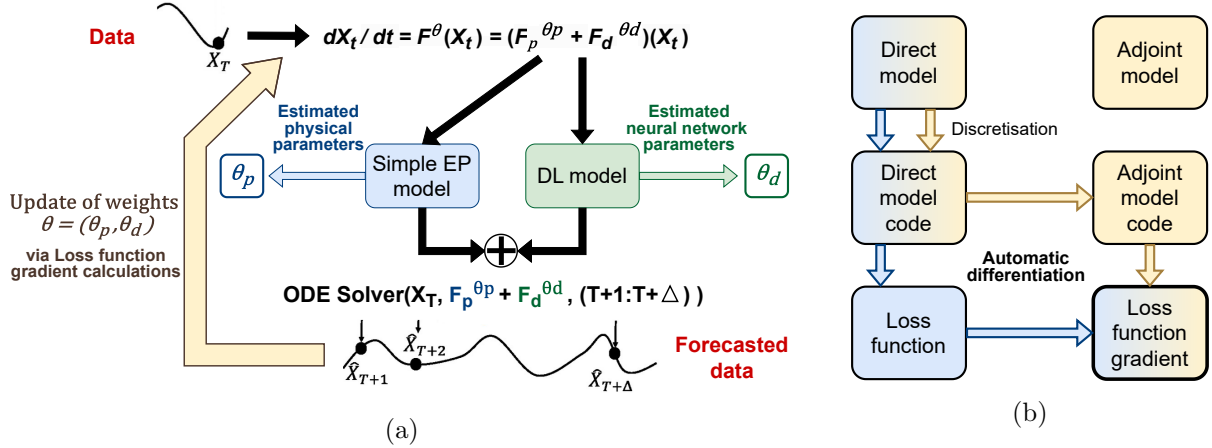 Data
X_T
dX_t / dt = F^θ(X_t) = (F_p^θp + F_d^θd)(X_t)
Estimated
physical
parameters
Estimated
neural network
parameters
θ_p
Simple EP
model
DL model
θ_d
Update of weights
θ = (θ_p,θ_d)
via Loss function
gradient calculations
ODE Solver(X_T, F_p^θp + F_d^θd, (T+1:T+△) )
X̂_T+1
X̂_T+2
X̂_T+Δ
Forecasted
data
(a)
Direct
model
Adjoint
model
Discretisation
Direct
model
code
Adjoint
model
code
Automatic
differentiation
Loss
function
Loss
function
gradient
(b)